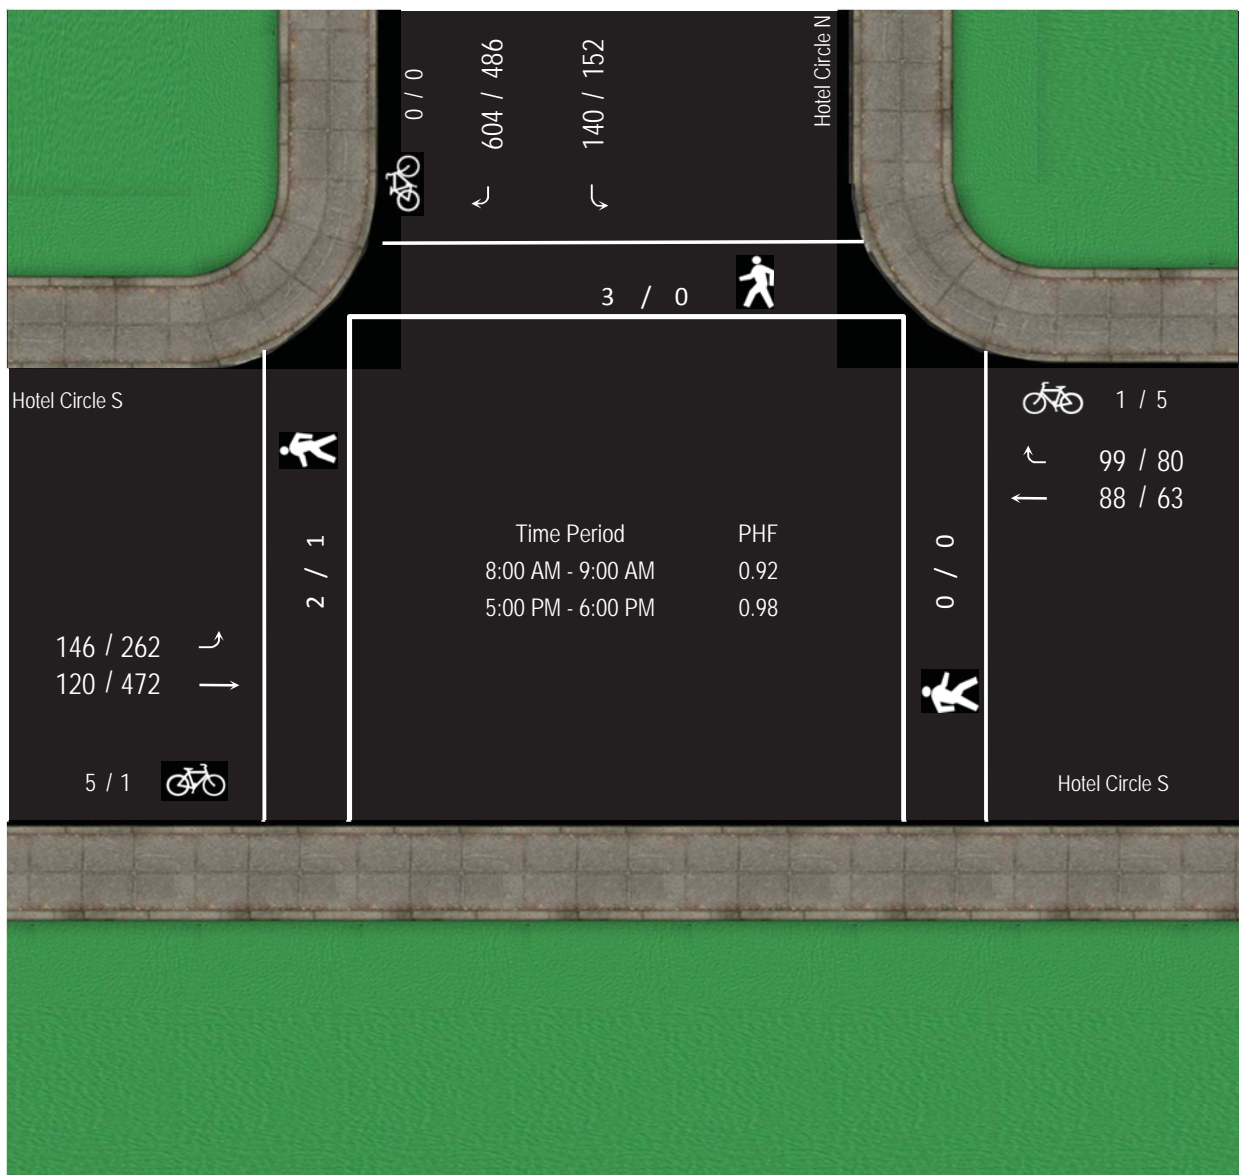 0 / 0
604 / 486
140 / 152
Hotel Circle N
3 / 0
Hotel Circle S
1 / 5
99 / 80
88 / 63
2 / 1
Time Period PHF
8:00 AM - 9:00 AM 0.92
5:00 PM - 6:00 PM 0.98
0 / 0
146 / 262
120 / 472
5 / 1
Hotel Circle S